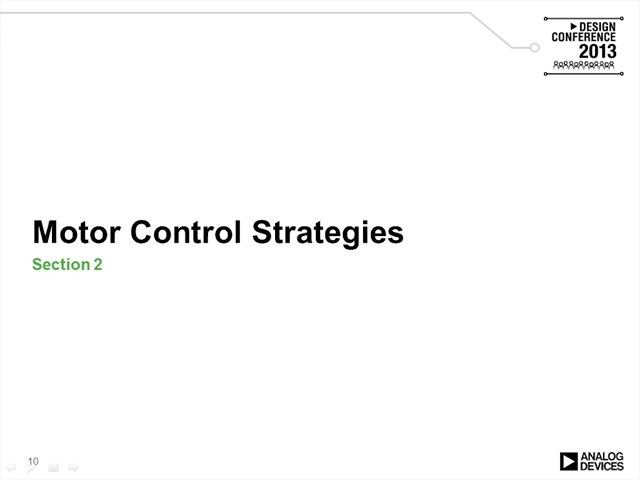 DESIGN
CONFERENCE
2013
Motor Control Strategies
Section 2
10
ANALOG
DEVICES